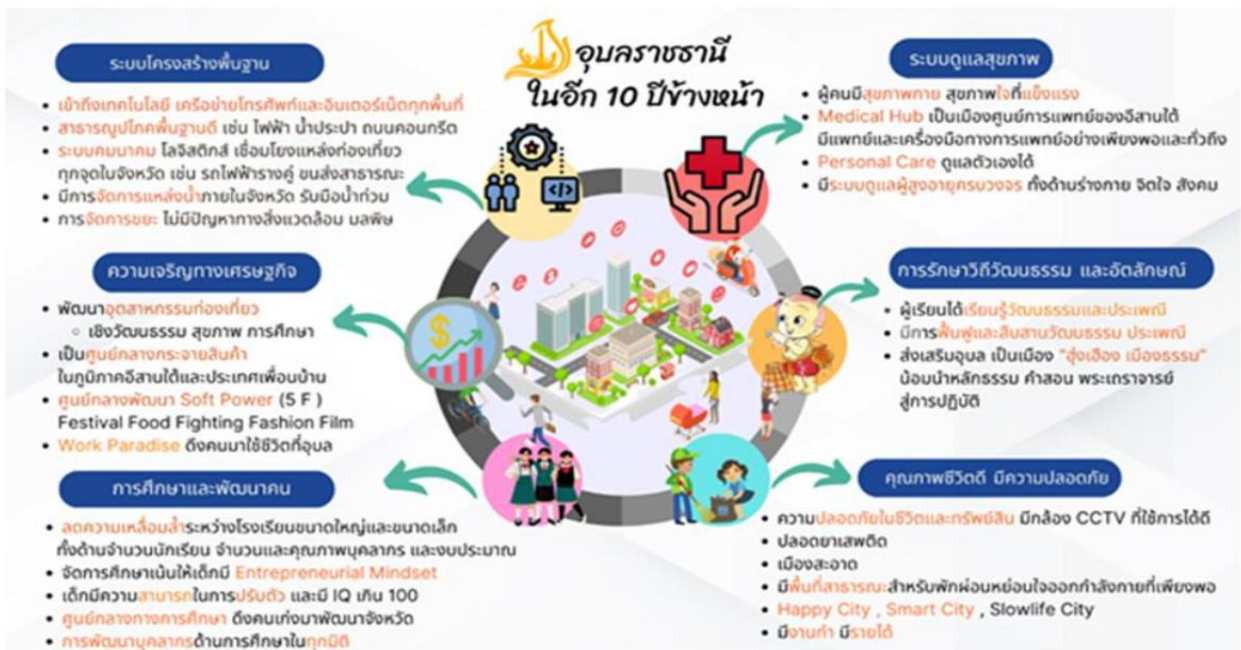 อุบลราชธานี
ในอีก 10 ปีข้างหน้า
ระบบโครงสร้างพื้นฐาน
• เข้าถึงเทคโนโลยี เครือข่ายโทรศัพท์และอินเตอร์เน็ตทุกพื้นที่
• สาธารณูปโภคพื้นฐานดี เช่น ไฟฟ้า น้ำประปา ถนนคอนกรีต
• ระบบคมนาคม โลจิสติกส์ เชื่อมโยงแหล่งท่องเที่ยว
ทุกจุดในจังหวัด เช่น รถไฟฟ้ารางคู่ ขนส่งสาธารณะ
• มีการจัดการแหล่งน้ำภายในจังหวัด รับมือน้ำท่วม
• การจัดการขยะ ไม่มีปัญหาทางสิ่งแวดล้อม มลพิษ
ความเจริญทางเศรษฐกิจ
• พัฒนาอุตสาหกรรมท่องเที่ยว
◦ เชิงวัฒนธรรม สุขภาพ การศึกษา
• เป็นศูนย์กลางกระจายสินค้า
ในภูมิภาคอีสานใต้และประเทศเพื่อนบ้าน
• ศูนย์กลางพัฒนา Soft Power (5 F )
Festival Food Fighting Fashion Film
• Work Paradise ดึงคนมาใช้ชีวิตที่อุบล
การศึกษาและพัฒนาคน
• ลดความเหลื่อมล้ำระหว่างโรงเรียนขนาดใหญ่และขนาดเล็ก
ทั้งด้านจำนวนนักเรียน จำนวนและคุณภาพบุคลากร และงบประมาณ
• จัดการศึกษาเน้นให้เด็กมี Entrepreneurial Mindset
• เด็กมีความสามารถในการปรับตัว และมี IQ เกิน 100
• ศูนย์กลางทางการศึกษา ดึงคนเก่งมาพัฒนาจังหวัด
• การพัฒนาบุคลากรด้านการศึกษาในทุกมิติ
ระบบดูแลสุขภาพ
• ผู้คนมีสุขภาพกาย สุขภาพใจที่แข็งแรง
• Medical Hub เป็นเมืองศูนย์การแพทย์ของอีสานใต้
มีแพทย์และเครื่องมือทางการแพทย์อย่างเพียงพอและทั่วถึง
• Personal Care ดูแลตัวเองได้
• มีระบบดูแลผู้สูงอายุครบวงจร ทั้งด้านร่างกาย จิตใจ สังคม
การรักษาวิถีวัฒนธรรม และอัตลักษณ์
• ผู้เรียนได้เรียนรู้วัฒนธรรมและประเพณี
• มีการฟื้นฟูและสืบสานวัฒนธรรม ประเพณี
• ส่งเสริมอุบล เป็นเมือง "ฮุ่งเฮือง เมืองธรรม"
น้อมนำหลักธรรม คำสอน พระเถราจารย์
สู่การปฏิบัติ
คุณภาพชีวิตดี มีความปลอดภัย
• ความปลอดภัยในชีวิตและทรัพย์สิน มีกล้อง CCTV ที่ใช้การได้ดี
• ปลอดยาเสพติด
• เมืองสะอาด
• มีพื้นที่สาธารณะสำหรับพักผ่อนหย่อนใจออกกำลังกายที่เพียงพอ
• Happy City , Smart City , Slowlife City
• มีงานทำ มีรายได้